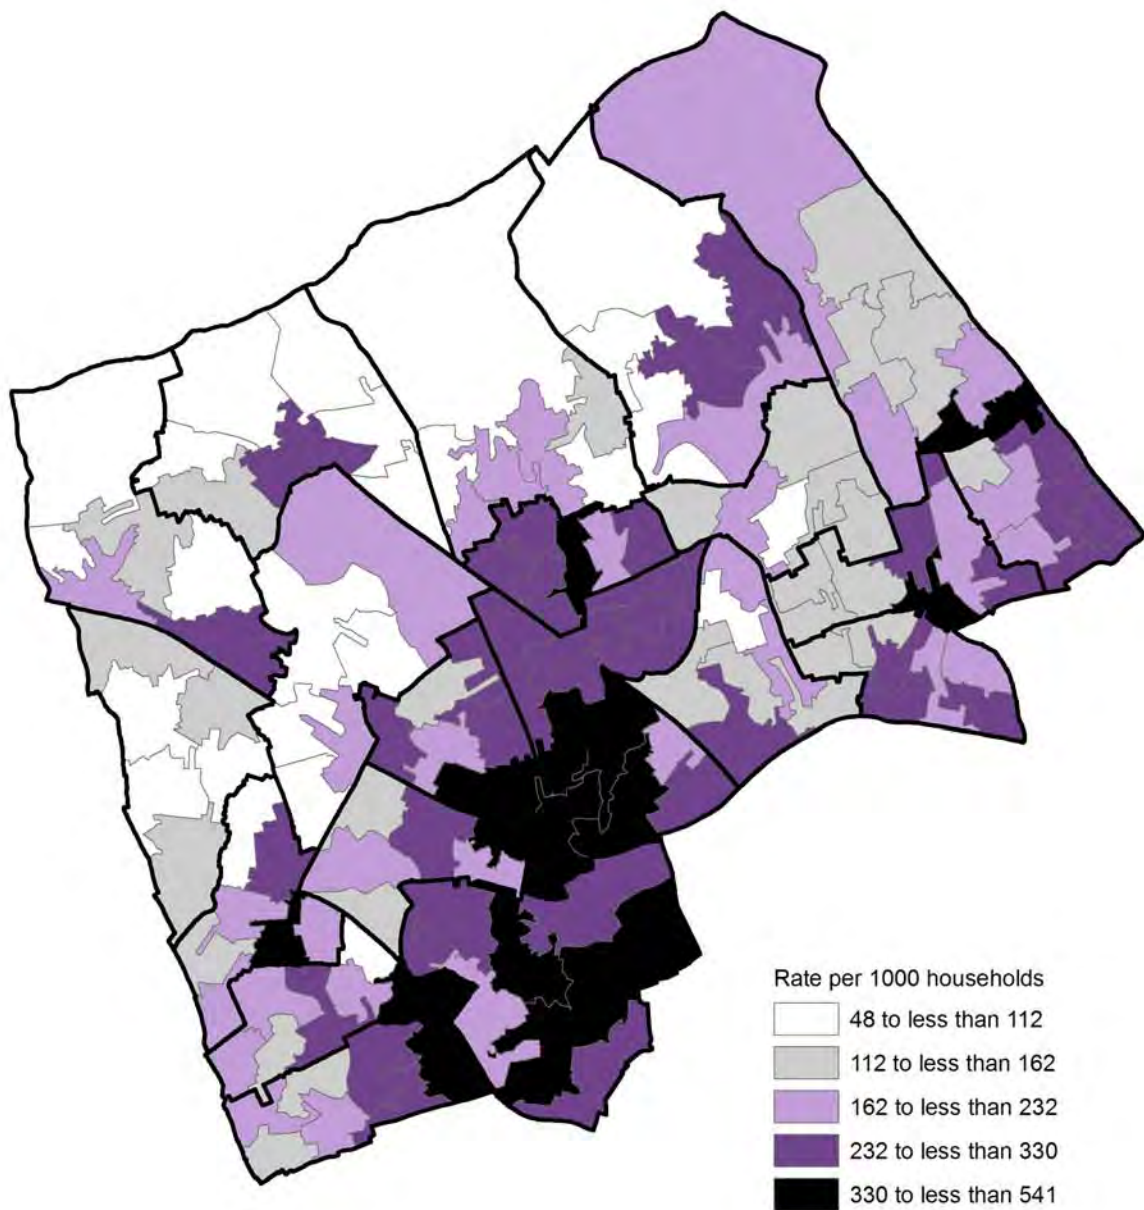 Rate per 1000 households
48 to less than 112
112 to less than 162
162 to less than 232
232 to less than 330
330 to less than 541